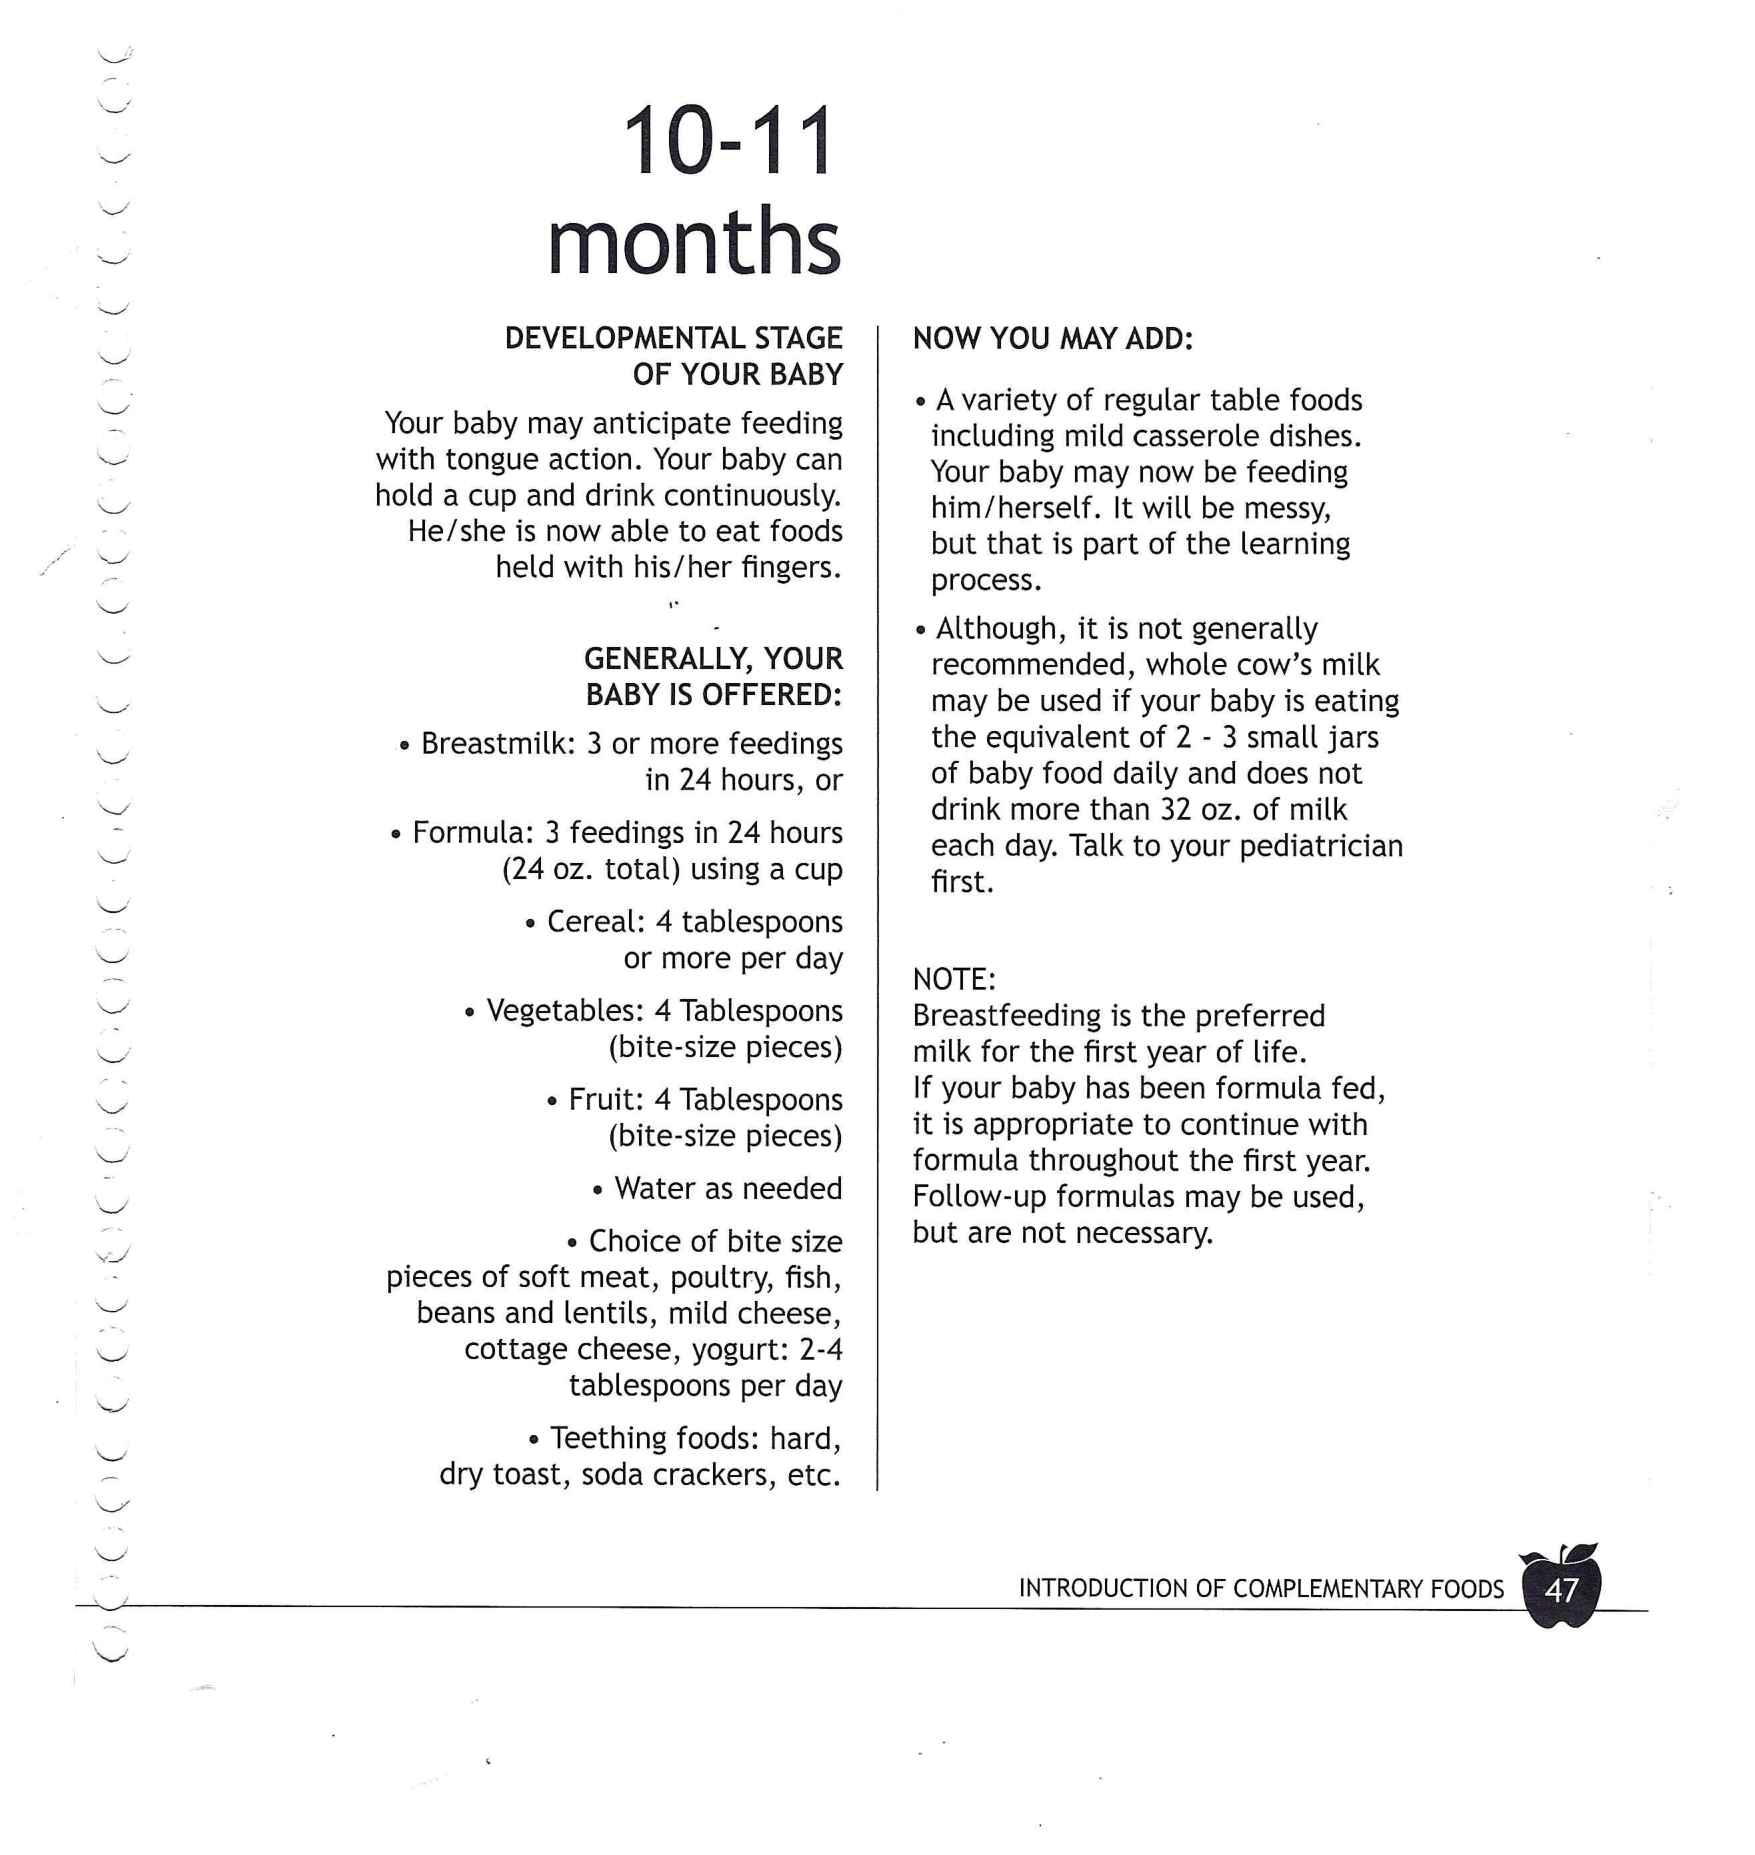 10-11
months
DEVELOPMENTAL STAGE
OF YOUR BABY
Your baby may anticipate feeding
with tongue action. Your baby can
hold a cup and drink continuously.
He/she is now able to eat foods
held with his/her fingers.
GENERALLY, YOUR
BABY IS OFFERED:
• Breastmilk: 3 or more feedings
in 24 hours, or
• Formula: 3 feedings in 24 hours
(24 oz. total) using a cup
• Cereal: 4 tablespoons
or more per day
• Vegetables: 4 Tablespoons
(bite-size pieces)
• Fruit: 4 Tablespoons
(bite-size pieces)
• Water as needed
• Choice of bite size
pieces of soft meat, poultry, fish,
beans and lentils, mild cheese,
cottage cheese, yogurt: 2-4
tablespoons per day
• Teething foods: hard,
dry toast, soda crackers, etc.
NOW YOU MAY ADD:
• A variety of regular table foods
including mild casserole dishes.
Your baby may now be feeding
him/herself. It will be messy,
but that is part of the learning
process.
• Although, it is not generally
recommended, whole cow's milk
may be used if your baby is eating
the equivalent of 2 - 3 small jars
of baby food daily and does not
drink more than 32 oz. of milk
each day. Talk to your pediatrician
first.
NOTE:
Breastfeeding is the preferred
milk for the first year of life.
If your baby has been formula fed,
it is appropriate to continue with
formula throughout the first year.
Follow-up formulas may be used,
but are not necessary.
INTRODUCTION OF COMPLEMENTARY FOODS 47